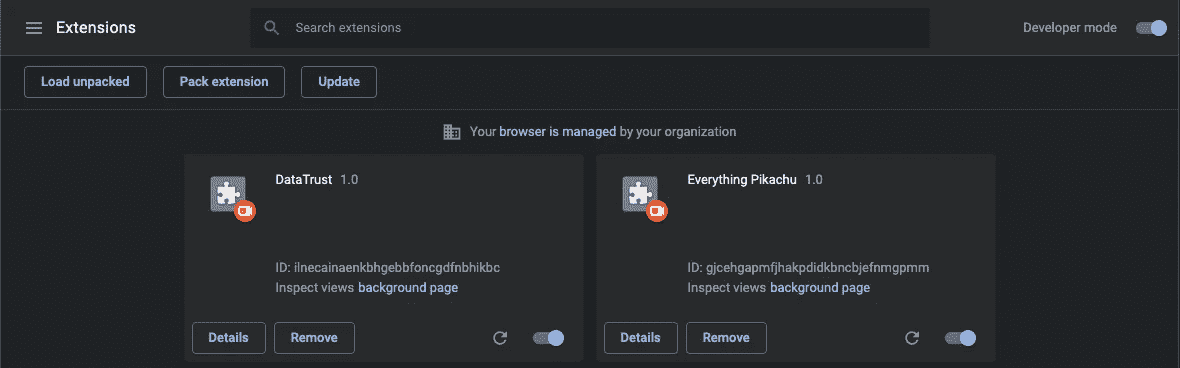 Extensions
Search extensions
Developer mode
Load unpacked
Pack extension
Update
Your browser is managed by your organization
DataTrust 1.0
ID: ilnecainaenkbhgebbfoncgdfnbhikbc
Inspect views background page
Details
Remove
Everything Pikachu 1.0
ID: gjcehgapmfjhakpdidkbncbjefnmgpmm
Inspect views background page
Details
Remove